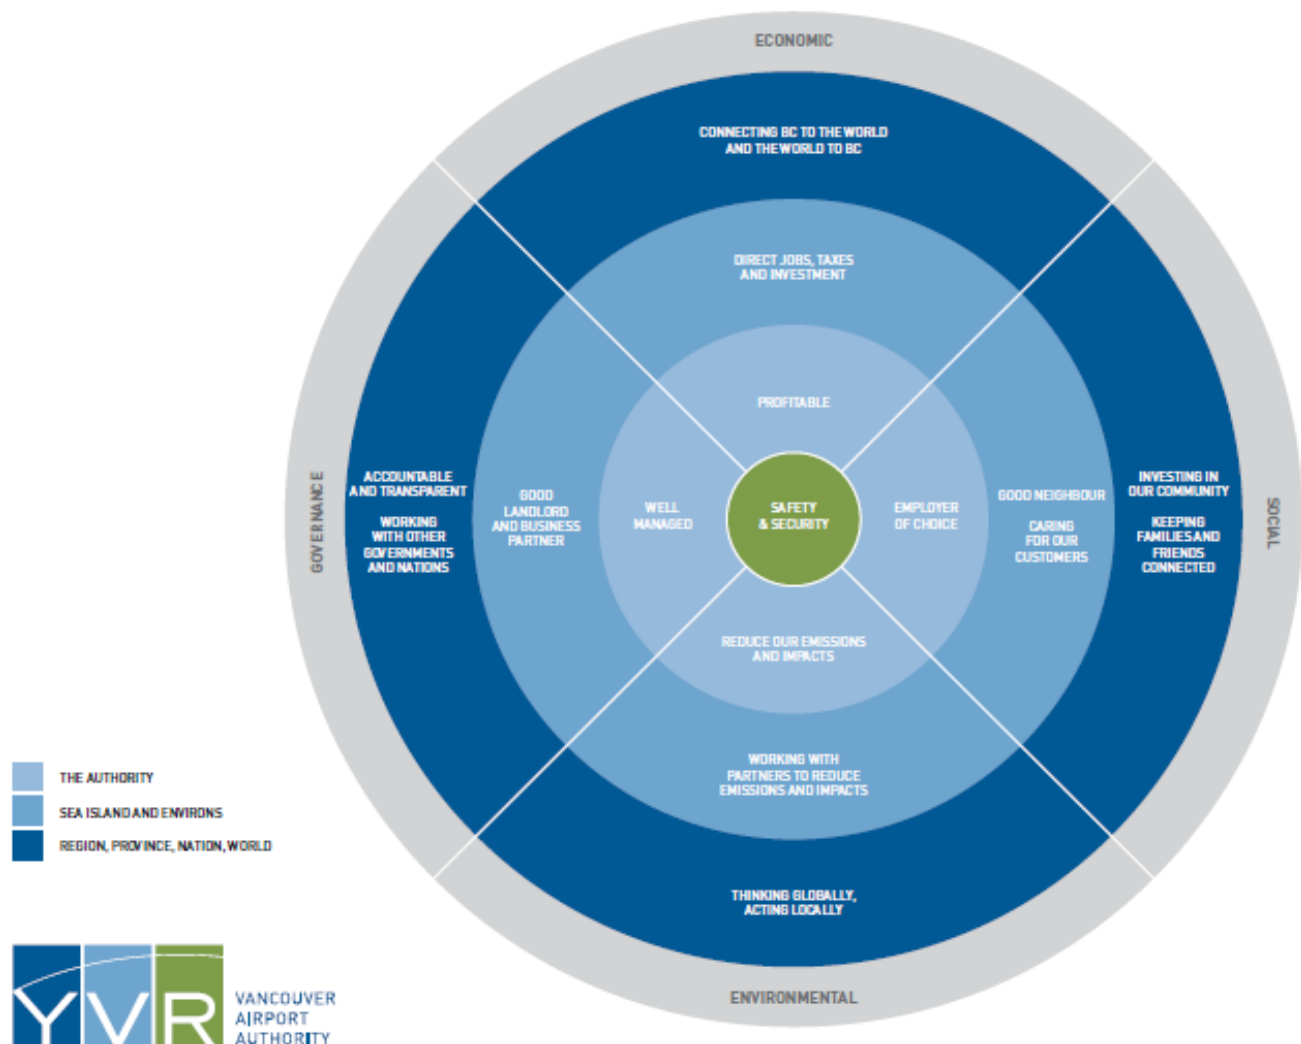 ECONOMIC
CONNECTING BC TO THE WORLD
AND THE WORLD TO BC
DIRECT JOBS, TAXES
AND INVESTMENT
PROFITABLE
GOVERNANCE
ACCOUNTABLE
AND TRANSPARENT
WORKING
WITH OTHER
GOVERNMENTS
AND NATIONS
GOOD
LANDLORD
AND BUSINESS
PARTNER
WELL
MANAGED
SAFETY
& SECURITY
EMPLOYER
OF CHOICE
GOOD NEIGHBOUR
CARING
FOR OUR
CUSTOMERS
INVESTING IN
OUR COMMUNITY
KEEPING
FAMILIES AND
FRIENDS
CONNECTED
SOCIAL
REDUCE OUR EMISSIONS
AND IMPACTS
WORKING WITH
PARTNERS TO REDUCE
EMISSIONS AND IMPACTS
THINKING GLOBALLY,
ACTING LOCALLY
ENVIRONMENTAL
THE AUTHORITY
SEA ISLAND AND ENVIRONS
REGION, PROVINCE, NATION, WORLD
YVR
VANCOUVER
AIRPORT
AUTHORITY